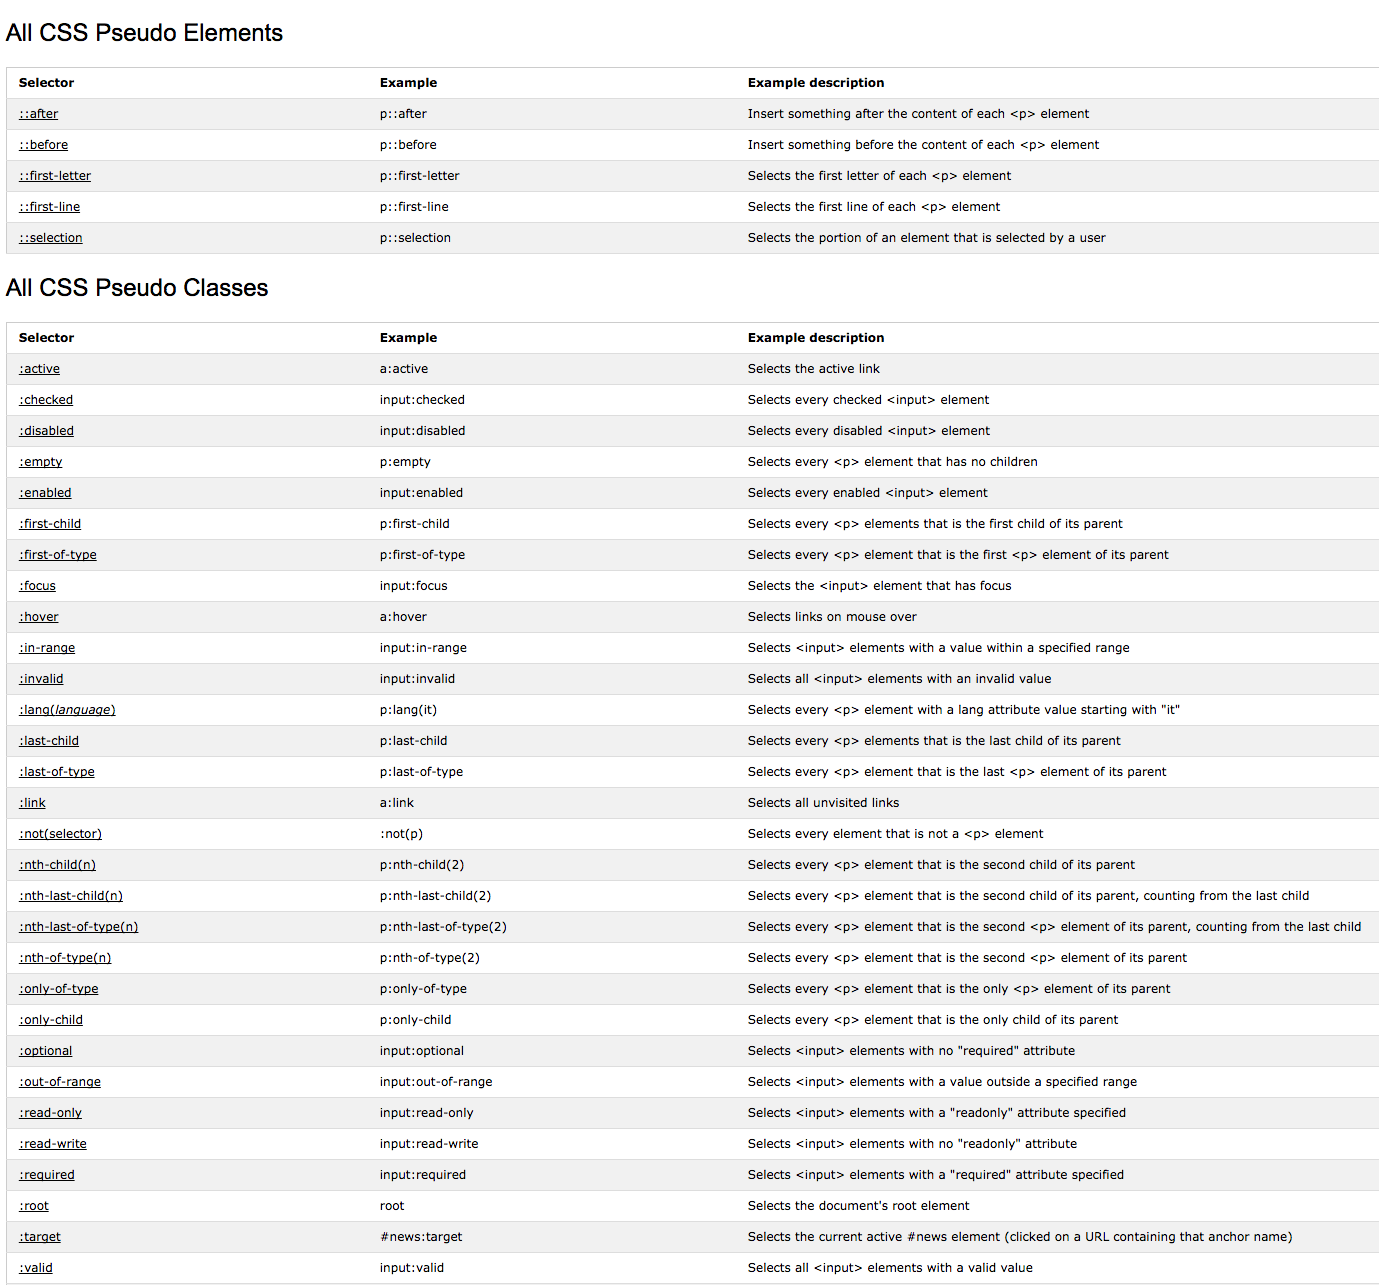 All CSS Pseudo Elements
Selector Example Example description
::after p::after Insert something after the content of each <p> element
::before p::before Insert something before the content of each <p> element
::first-letter p::first-letter Selects the first letter of each <p> element
::first-line p::first-line Selects the first line of each <p> element
::selection p::selection Selects the portion of an element that is selected by a user
All CSS Pseudo Classes
Selector Example Example description
:active a:active Selects the active link
:checked input:checked Selects every checked <input> element
:disabled input:disabled Selects every disabled <input> element
:empty p:empty Selects every <p> element that has no children
:enabled input:enabled Selects every enabled <input> element
:first-child p:first-child Selects every <p> elements that is the first child of its parent
:first-of-type p:first-of-type Selects every <p> element that is the first <p> element of its parent
:focus input:focus Selects the <input> element that has focus
:hover a:hover Selects links on mouse over
:in-range input:in-range Selects <input> elements with a value within a specified range
:invalid input:invalid Selects all <input> elements with an invalid value
:lang(language) p:lang(it) Selects every <p> element with a lang attribute value starting with "it"
:last-child p:last-child Selects every <p> elements that is the last child of its parent
:last-of-type p:last-of-type Selects every <p> element that is the last <p> element of its parent
:link a:link Selects all unvisited links
:not(selector) :not(p) Selects every element that is not a <p> element
:nth-child(n) p:nth-child(2) Selects every <p> element that is the second child of its parent
:nth-last-child(n) p:nth-last-child(2) Selects every <p> element that is the second child of its parent, counting from the last child
:nth-last-of-type(n) p:nth-last-of-type(2) Selects every <p> element that is the second <p> element of its parent, counting from the last child
:nth-of-type(n) p:nth-of-type(2) Selects every <p> element that is the second <p> element of its parent
:only-of-type p:only-of-type Selects every <p> element that is the only <p> element of its parent
:only-child p:only-child Selects every <p> element that is the only child of its parent
:optional input:optional Selects <input> elements with no "required" attribute
:out-of-range input:out-of-range Selects <input> elements with a value outside a specified range
:read-only input:read-only Selects <input> elements with a "readonly" attribute specified
:read-write input:read-write Selects <input> elements with no "readonly" attribute
:required input:required Selects <input> elements with a "required" attribute specified
:root root Selects the document's root element
:target #news:target Selects the current active #news element (clicked on a URL containing that anchor name)
:valid input:valid Selects all <input> elements with a valid value